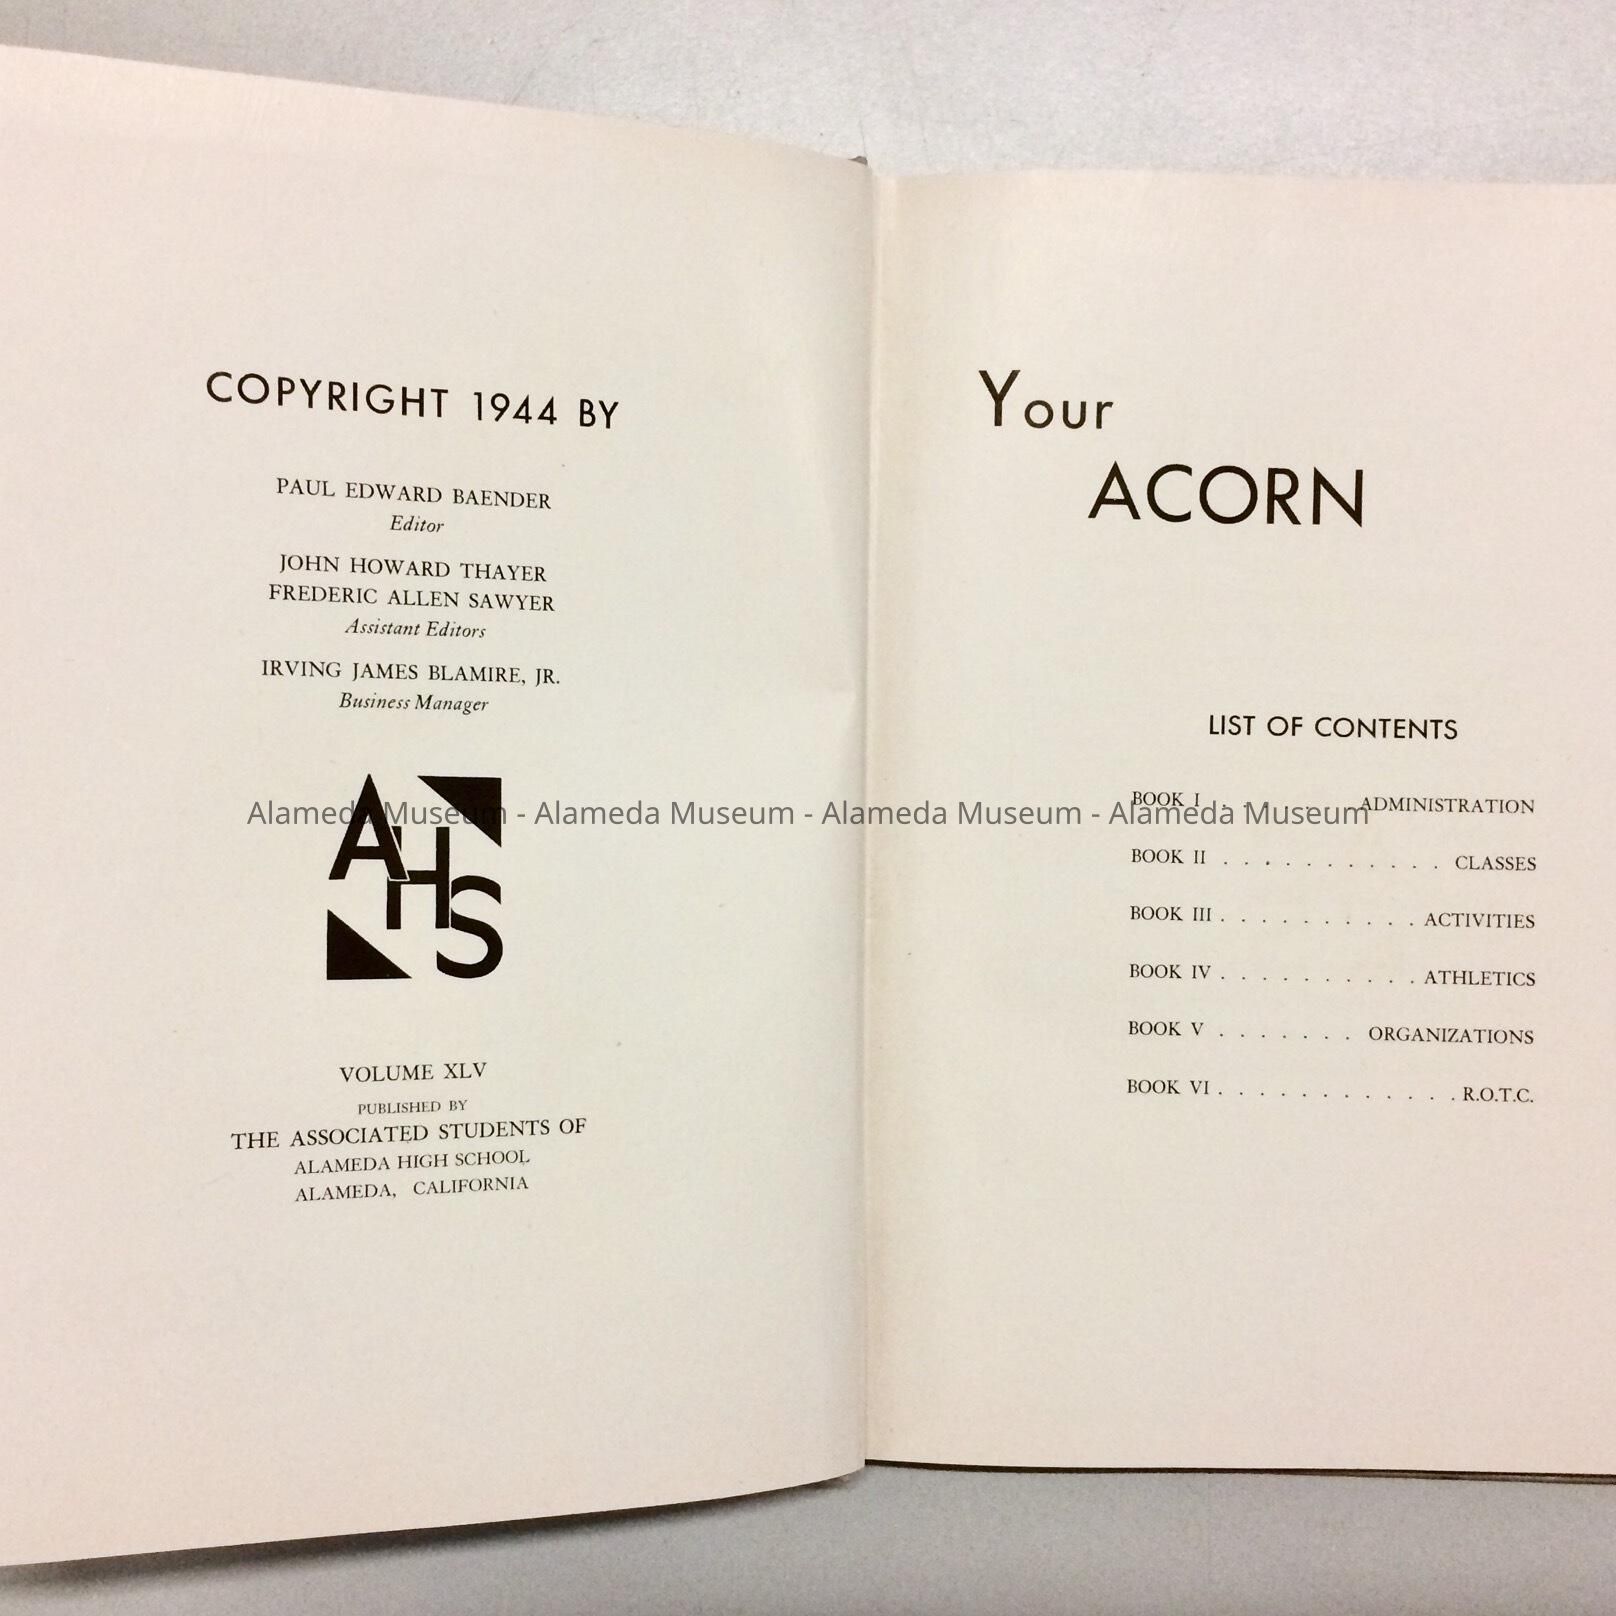 COPYRIGHT 1944 BY
PAUL EDWARD BAENDER
Editor
JOHN HOWARD THAYER
FREDERIC ALLEN SAWYER
Assistant Editors
IRVING JAMES BLAMIRE, JR.
Business Manager
AHS
VOLUME XLV
PUBLISHED BY
THE ASSOCIATED STUDENTS OF
ALAMEDA HIGH SCHOOL
ALAMEDA, CALIFORNIA
Your
ACORN
LIST OF CONTENTS
BOOK I . . . . ADMINISTRATION
BOOK II . . . . . . . . . . . CLASSES
BOOK III . . . . . . . . . . ACTIVITIES
BOOK IV . . . . . . . . . . ATHLETICS
BOOK V . . . . . . . ORGANIZATIONS
BOOK VI . . . . . . . . . . . . R.O.T.C.
Alameda Museum - Alameda Museum - Alameda Museum - Alameda Museum